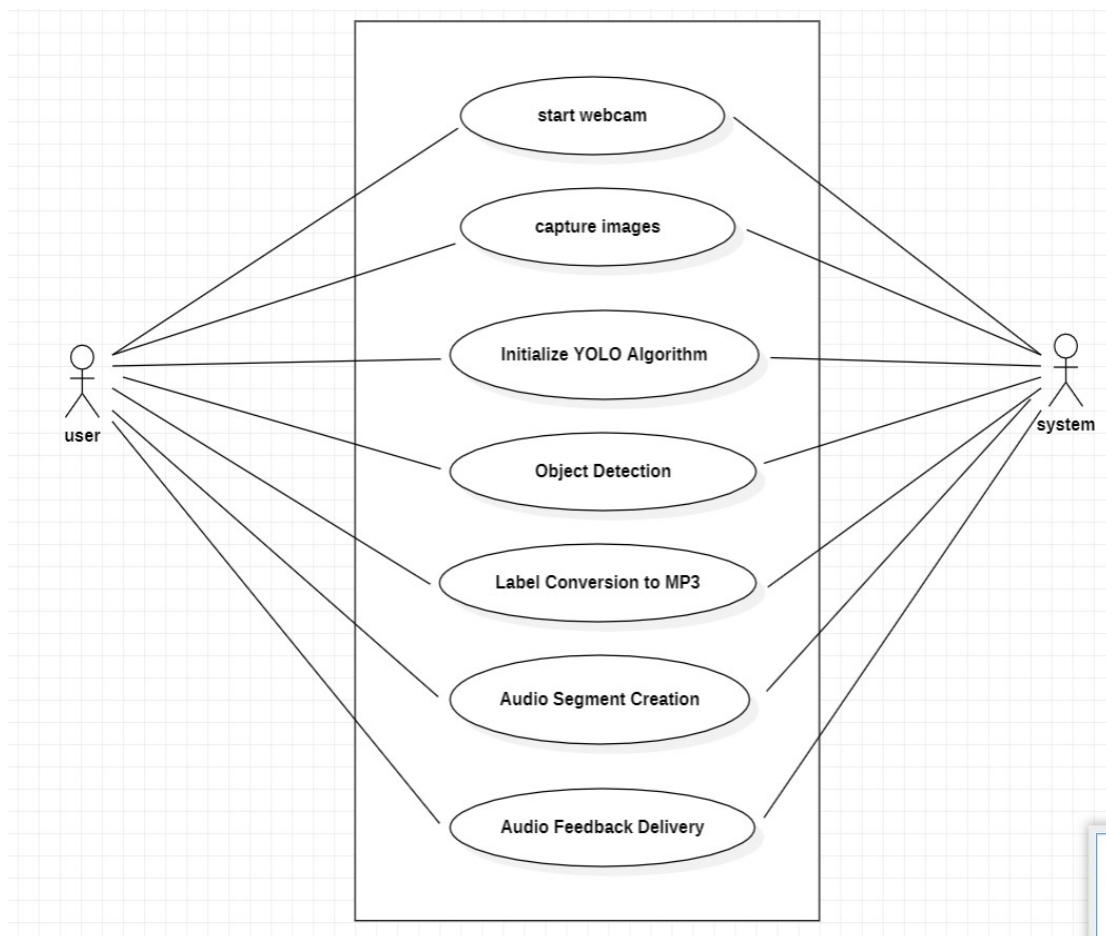 start webcam
capture images
Initialize YOLO Algorithm
user
system
Object Detection
Label Conversion to MP3
Audio Segment Creation
Audio Feedback Delivery